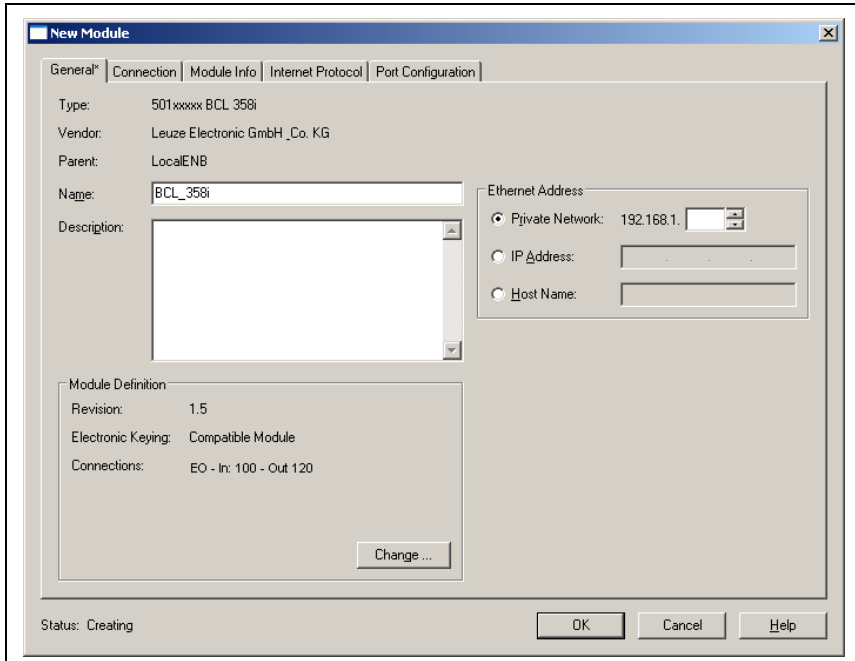 New Module
General* Connection Module Info Internet Protocol Port Configuration
Type: 501xxxxx BCL 358i
Vendor: Leuze Electronic GmbH _Co. KG
Parent: LocalENB
Name: BCL_358i
Description:
Ethernet Address
Private Network: 192.168.1.
IP Address: . . .
Host Name:
Module Definition
Revision: 1.5
Electronic Keying: Compatible Module
Connections: EO - In: 100 - Out 120
Change ...
Status: Creating
OK Cancel Help